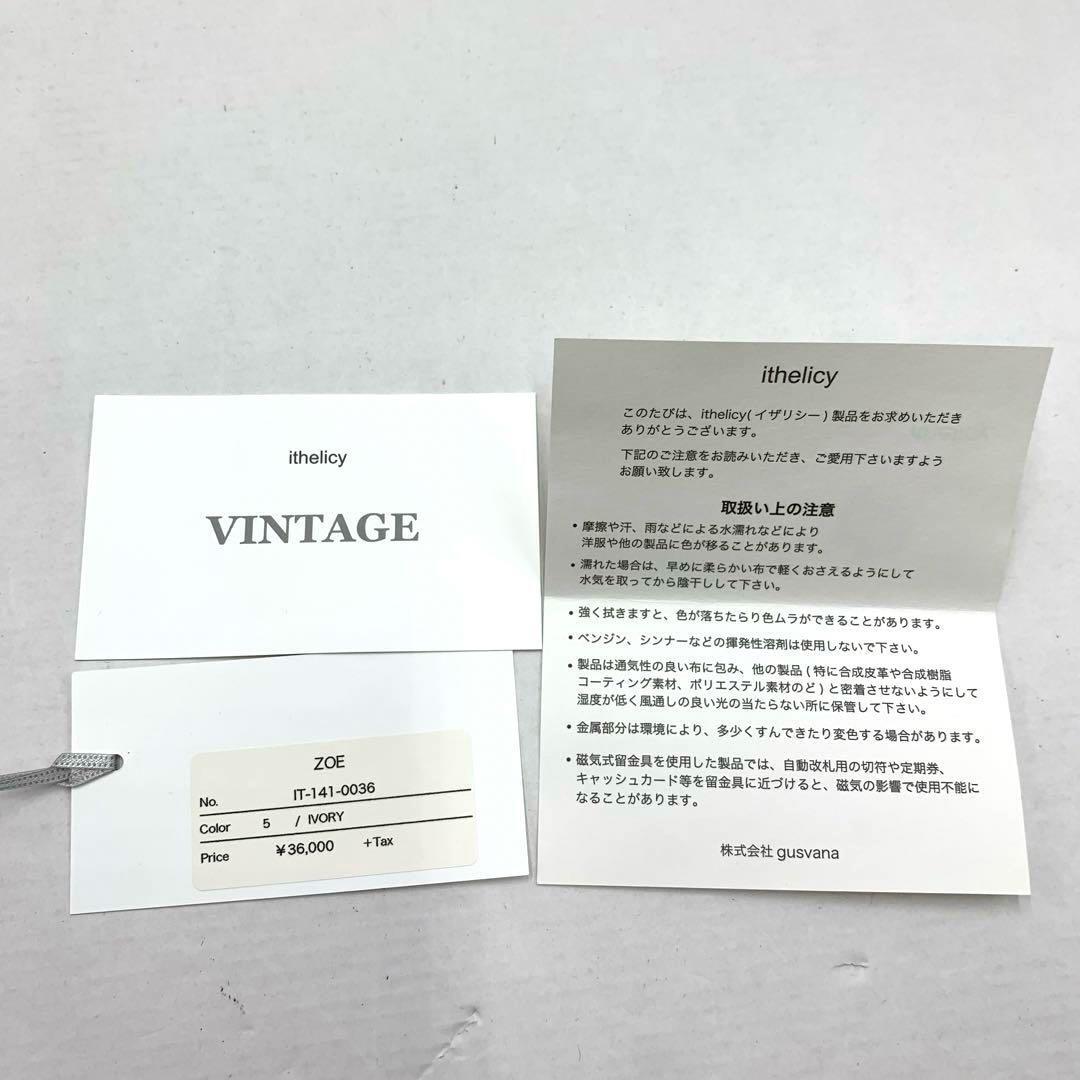 ithelicy
VINTAGE
ZOE
No. IT-141-0036
Color 5 / IVORY
Price ¥36,000 +Tax
ithelicy
このたびは、ithelicy(イザリシー)製品をお求めいただき
ありがとうございます。
下記のご注意をお読みいただき、ご愛用下さいますよう
お願い致します。
取扱い上の注意
•摩擦や汗、雨などによる水濡れなどにより
洋服や他の製品に色が移ることがあります。
•濡れた場合は、早めに柔らかい布で軽くおさえるようにして
水気を取ってから陰干しして下さい。
•強く拭きますと、色が落ちたらり色ムラができることがあります。
•ベンジン、シンナーなどの揮発性溶剤は使用しないで下さい。
•製品は通気性の良い布に包み、他の製品(特に合成皮革や合成樹脂
コーティング素材、ポリエステル素材のど)と密着させないようにして
湿度が低く風通しの良い光の当たらない所に保管して下さい。
•金属部分は環境により、多少くすんできたり変色する場合があります。
•磁気式留金具を使用した製品では、自動改札用の切符や定期券、
キャッシュカード等を留金具に近づけると、磁気の影響で使用不能に
なることがあります。
株式会社 gusvana